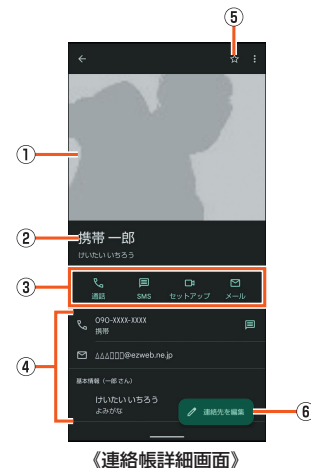 ⑤
①
②
携帯 一郎
けいたい いちろう
③
通話 SMS セットアップ メール
④
090-XXXX-XXXX
携帯
△△△□□□@ezweb.ne.jp
基本情報（一郎 さん）
けいたい いちろう
よみがな
連絡先を編集
⑥
《連絡帳詳細画面》